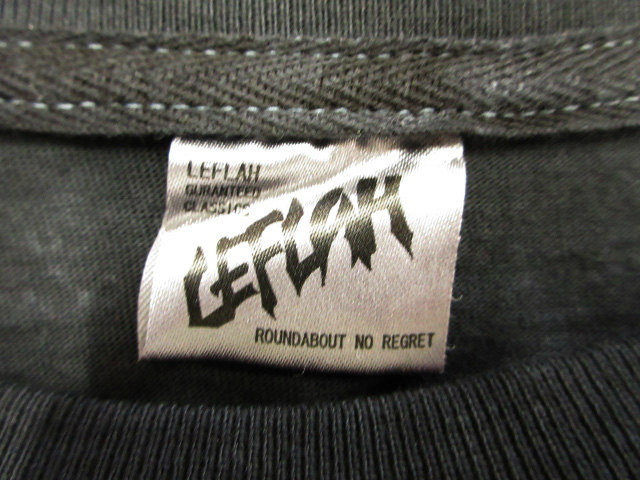 LEFLAH
GURANTEED
CLASSICS
LEFLAH
ROUNDABOUT NO REGRET